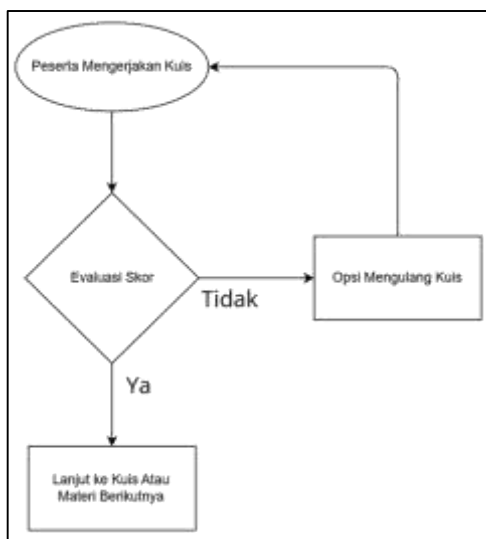 Peserta Mengerjakan Kuis
Evaluasi Skor
Tidak
Opsi Mengulang Kuis
Ya
Lanjut ke Kuis Atau
Materi Berikutnya